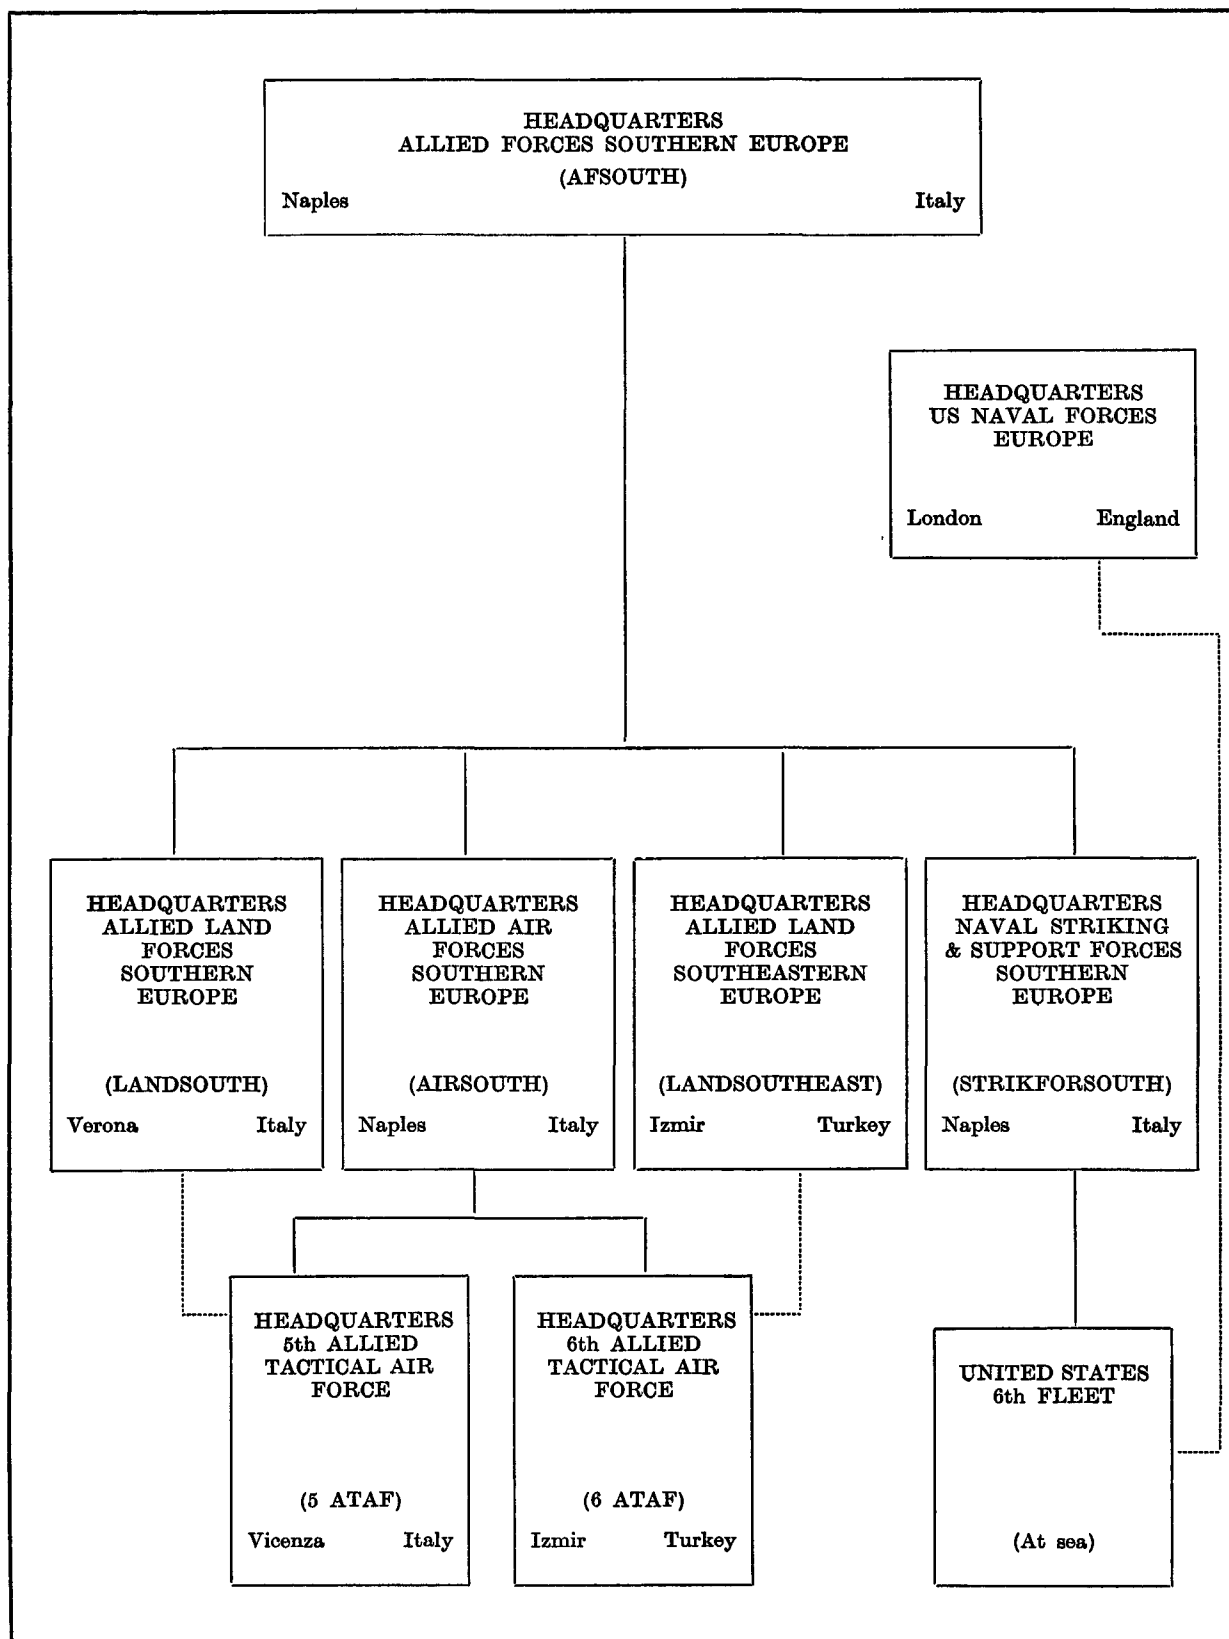 HEADQUARTERS
ALLIED FORCES SOUTHERN EUROPE
(AFSOUTH)
Naples Italy
HEADQUARTERS
US NAVAL FORCES
EUROPE
London England
HEADQUARTERS
ALLIED LAND
FORCES
SOUTHERN
EUROPE
(LANDSOUTH)
Verona Italy
HEADQUARTERS
ALLIED AIR
FORCES
SOUTHERN
EUROPE
(AIRSOUTH)
Naples Italy
HEADQUARTERS
ALLIED LAND
FORCES
SOUTHEASTERN
EUROPE
(LANDSOUTHEAST)
Izmir Turkey
HEADQUARTERS
NAVAL STRIKING
& SUPPORT FORCES
SOUTHERN
EUROPE
(STRIKFORSOUTH)
Naples Italy
HEADQUARTERS
5th ALLIED
TACTICAL AIR
FORCE
(5 ATAF)
Vicenza Italy
HEADQUARTERS
6th ALLIED
TACTICAL AIR
FORCE
(6 ATAF)
Izmir Turkey
UNITED STATES
6th FLEET
(At sea)